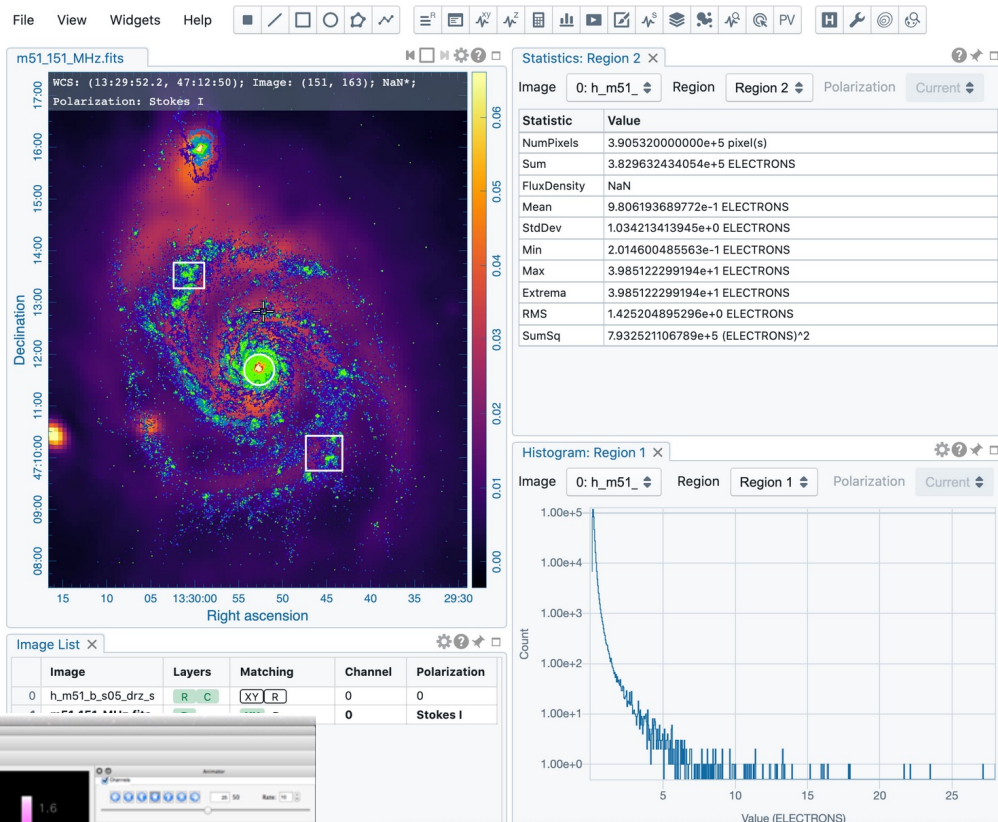 File View Widgets Help
PV
m51_151_MHz.fits
WCS: (13:29:52.2, 47:12:50); Image: (151, 163); NaN*;
Polarization: Stokes I
17:00
16:00
15:00
14:00
13:00
12:00
11:00
47:10:00
09:00
08:00
Declination
0.06
0.05
0.04
0.03
0.02
0.01
0.00
15 10 05 13:30:00 55 50 45 40 35 29:30
Right ascension
Image List
Image Layers Matching Channel Polarization
0 h_m51_b_s05_drz_s R C XY R 0 0
m51_151_MHz.fits 0 Stokes I
Animator
Channels
50 Rate: 10
1.6
Statistics: Region 2
Image 0: h_m51_ Region Region 2 Polarization Current
Statistic Value
NumPixels 3.905320000000e+5 pixel(s)
Sum 3.829632434054e+5 ELECTRONS
FluxDensity NaN
Mean 9.806193689772e-1 ELECTRONS
StdDev 1.034213413945e+0 ELECTRONS
Min 2.014600485563e-1 ELECTRONS
Max 3.985122299194e+1 ELECTRONS
Extrema 3.985122299194e+1 ELECTRONS
RMS 1.425204895296e+0 ELECTRONS
SumSq 7.932521106789e+5 (ELECTRONS)^2
Histogram: Region 1
Image 0: h_m51_ Region Region 1 Polarization Current
1.00e+5
1.00e+4
1.00e+3
1.00e+2
1.00e+1
1.00e+0
Count
5 10 15 20 25
Value (ELECTRONS)